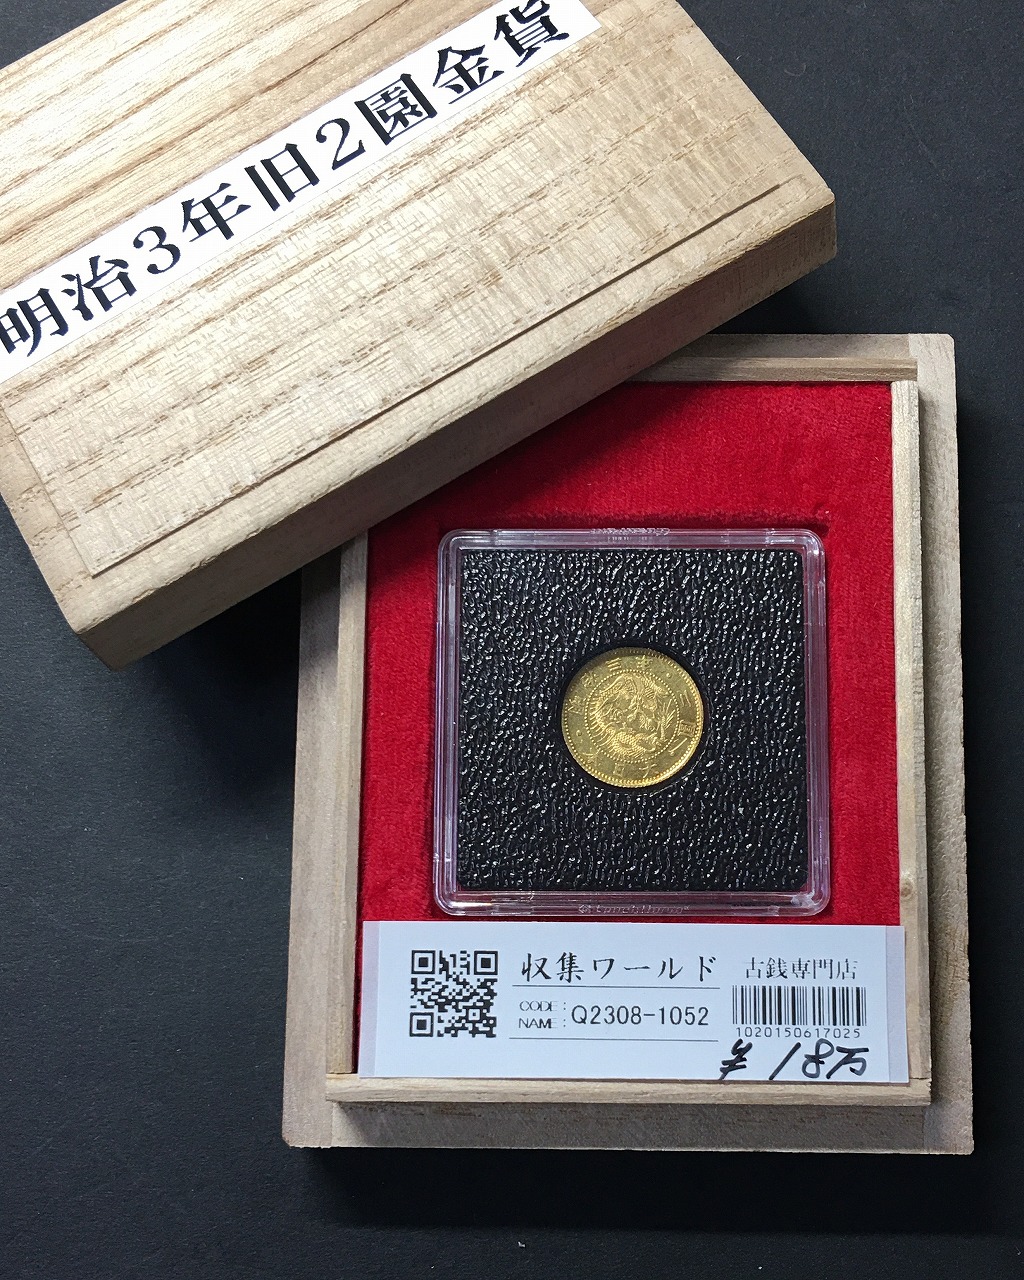 明治3年旧2圓金貨
収集ワールド 古銭専門店
CODE:
NAME: Q2308-1052
1020150617025
¥18万